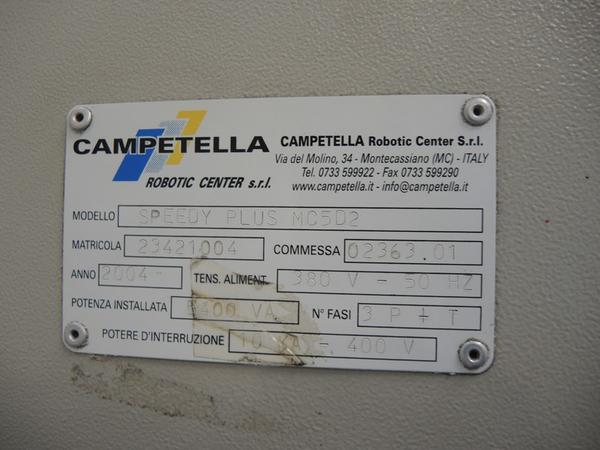 CAMPETELLA
ROBOTIC CENTER s.r.l.
CAMPETELLA Robotic Center S.r.l.
Via del Molino, 34 - Montecassiano (MC) - ITALY
Tel. 0733 599922 - Fax 0733 599290
www.campetella.it - info@campetella.it
MODELLO SPEEDY PLUS MC5D2
MATRICOLA 23421004 COMMESSA 02363.01
ANNO 2004 TENS. ALIMENT. 380 V - 50 HZ
POTENZA INSTALLATA VA N° FASI 3 P + T
POTERE D'INTERRUZIONE 10 KA - 400 V